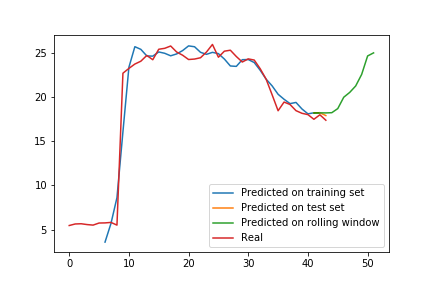 25
20
15
10
5
0
10
20
30
40
50
Predicted on training set
Predicted on test set
Predicted on rolling window
Real